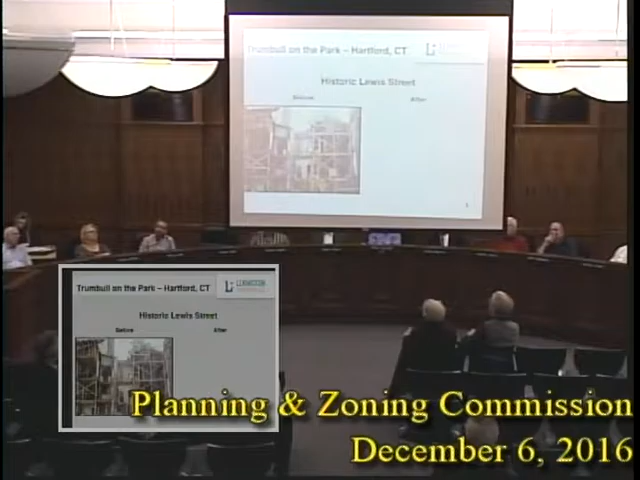 Trumbull on the Park – Hartford, CT
Historic Lewis Street
Before After
Trumbull on the Park – Hartford, CT
Historic Lewis Street
Before After
Planning & Zoning Commission
December 6, 2016